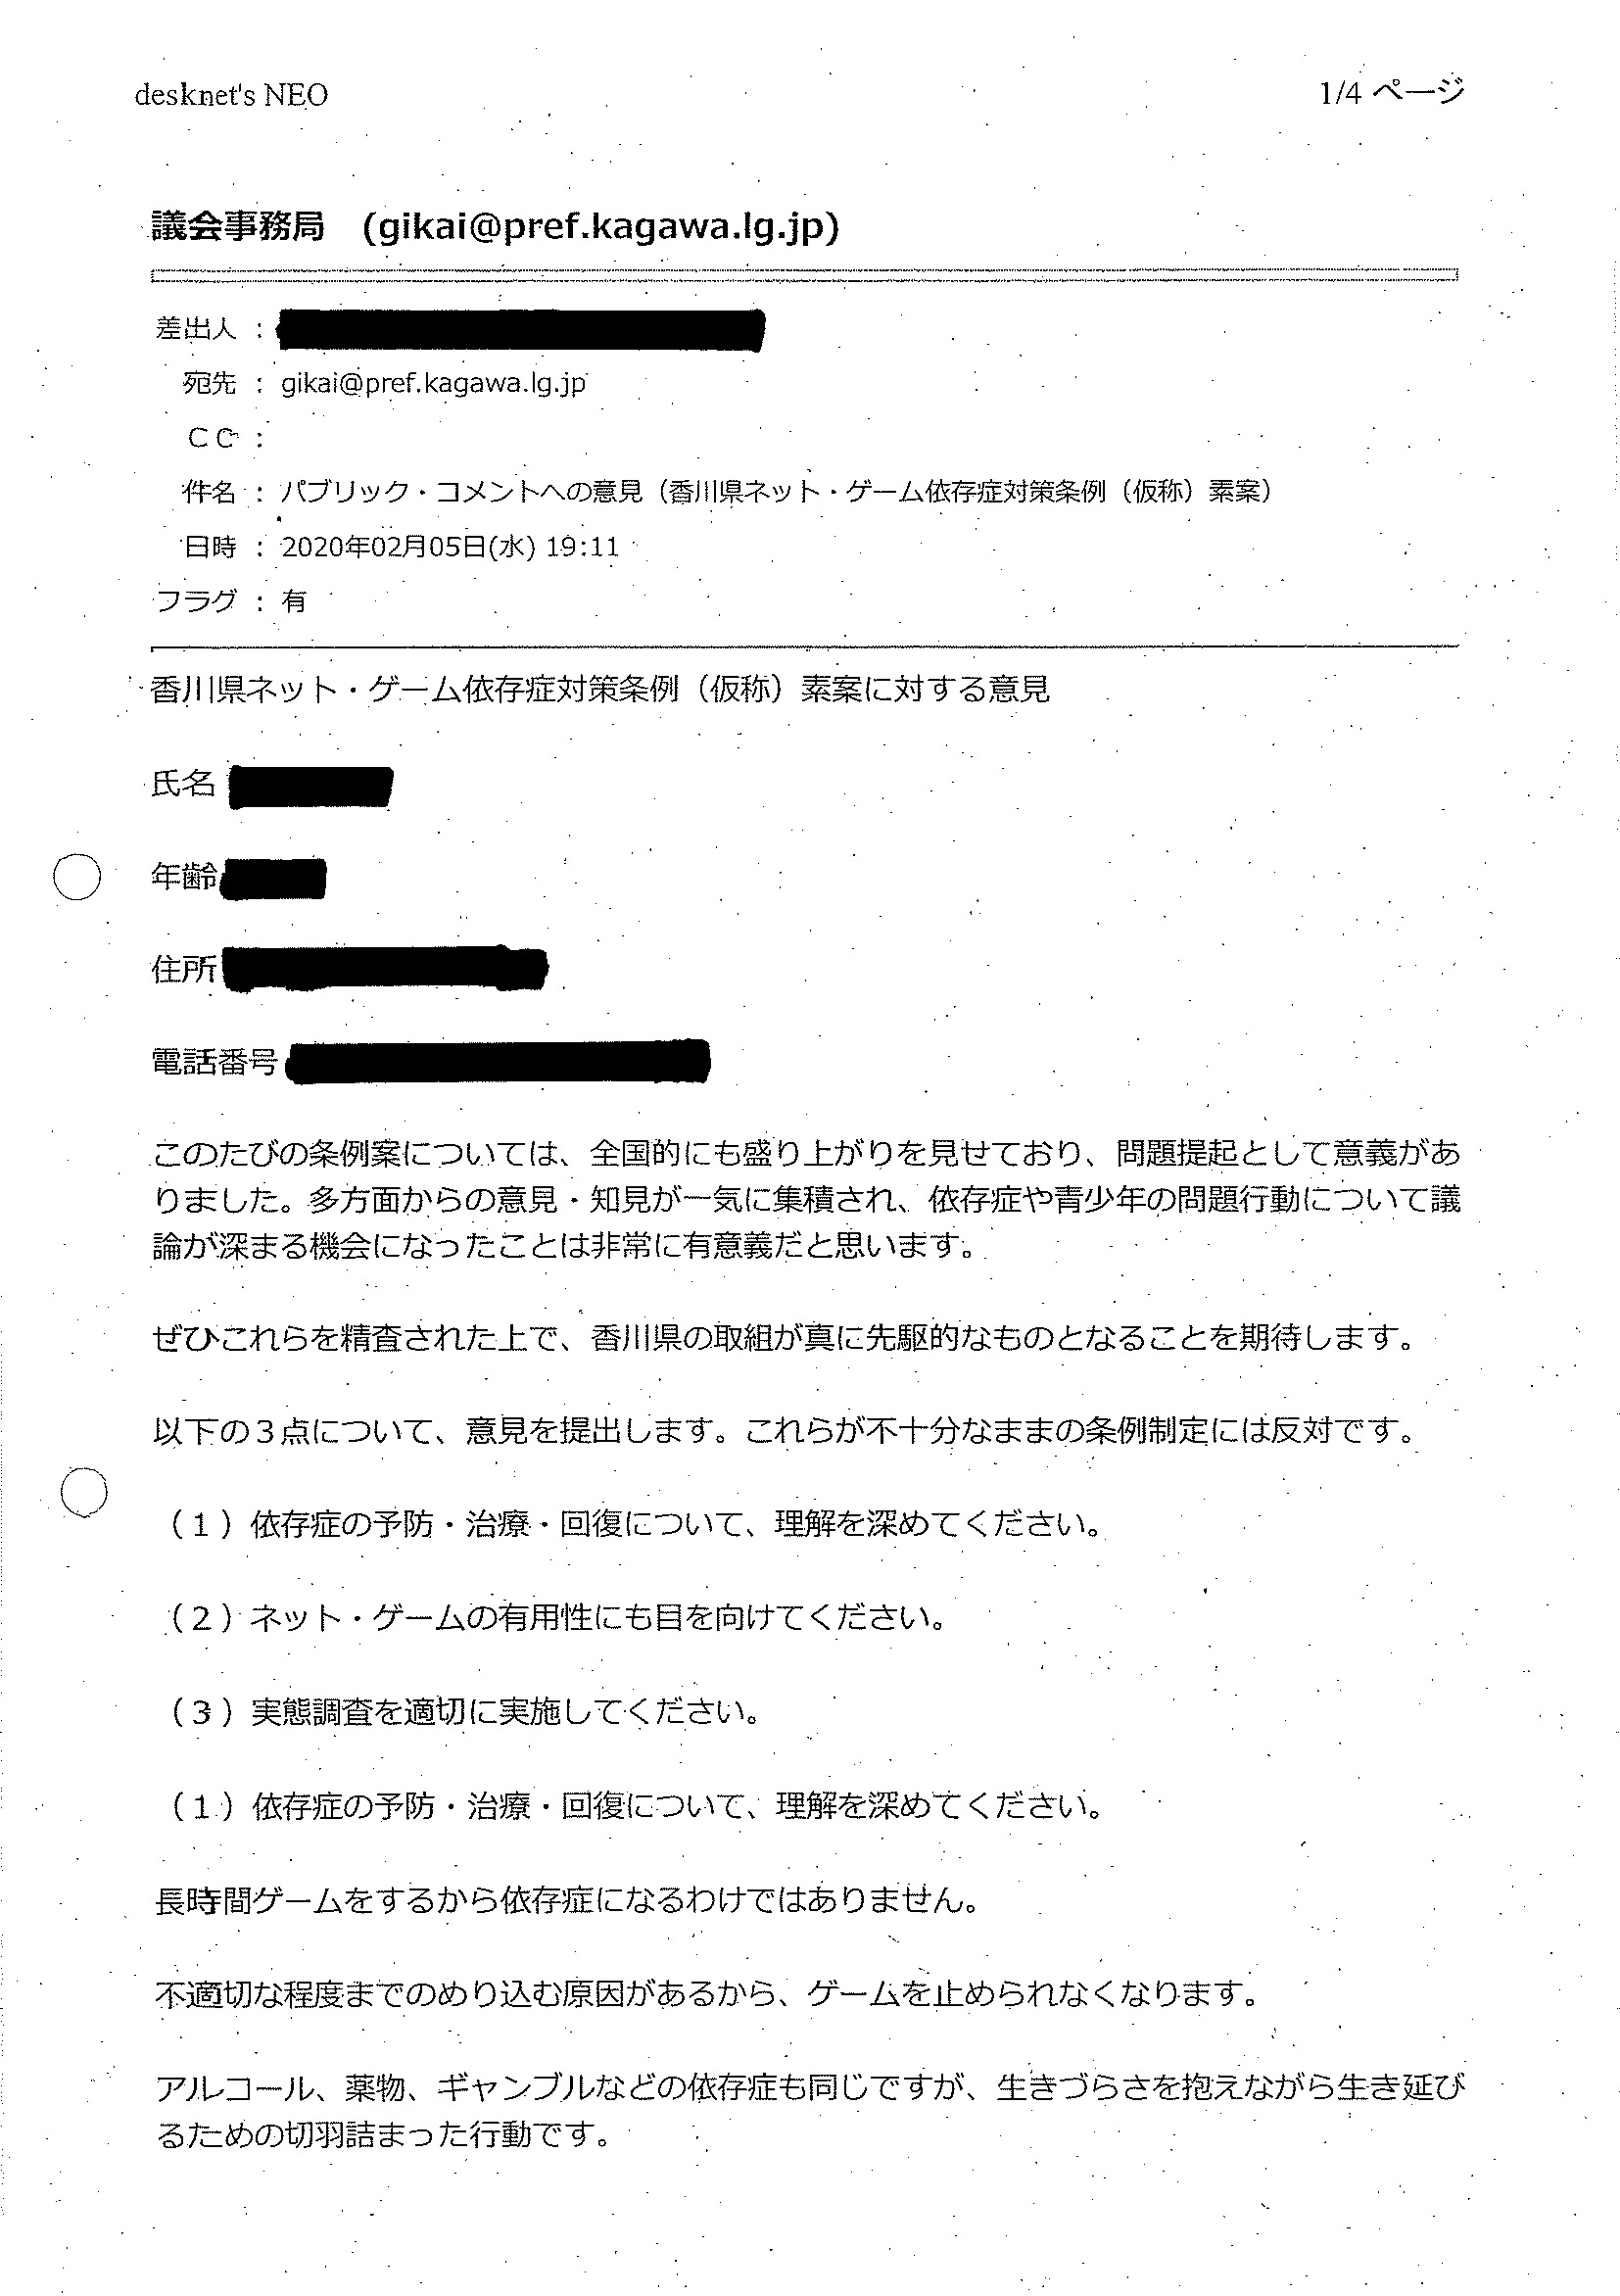 desknet's NEO
1/4 ページ
議会事務局 (gikai@pref.kagawa.lg.jp)
差出人 :
宛先 : gikai@pref.kagawa.lg.jp
ＣＣ :
件名 : パブリック・コメントへの意見（香川県ネット・ゲーム依存症対策条例（仮称）素案）
日時 : 2020年02月05日(水) 19:11
フラグ : 有
香川県ネット・ゲーム依存症対策条例（仮称）素案に対する意見
氏名
年齢
住所
電話番号
このたびの条例案については、全国的にも盛り上がりを見せており、問題提起として意義があ
りました。多方面からの意見・知見が一気に集積され、依存症や青少年の問題行動について議
論が深まる機会になったことは非常に有意義だと思います。
ぜひこれらを精査された上で、香川県の取組が真に先駆的なものとなることを期待します。
以下の３点について、意見を提出します。これらが不十分なままの条例制定には反対です。
（１）依存症の予防・治療・回復について、理解を深めてください。
（２）ネット・ゲームの有用性にも目を向けてください。
（３）実態調査を適切に実施してください。
（１）依存症の予防・治療・回復について、理解を深めてください。
長時間ゲームをするから依存症になるわけではありません。
不適切な程度までのめり込む原因があるから、ゲームを止められなくなります。
アルコール、薬物、ギャンブルなどの依存症も同じですが、生きづらさを抱えながら生き延び
るための切羽詰まった行動です。